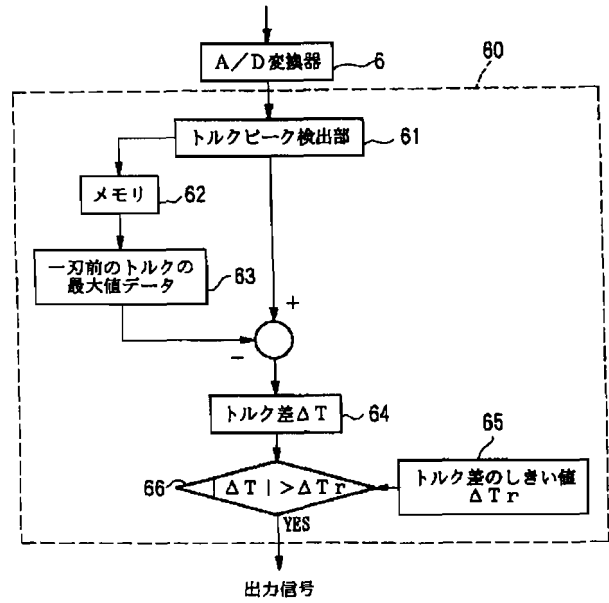 A／D変換器
6
60
トルクピーク検出部
61
メモリ
62
一刃前のトルクの
最大値データ
63
＋
－
トルク差ΔT
64
65
トルク差のしきい値
ΔTr
66
｜ΔT｜＞ΔTr
YES
出力信号